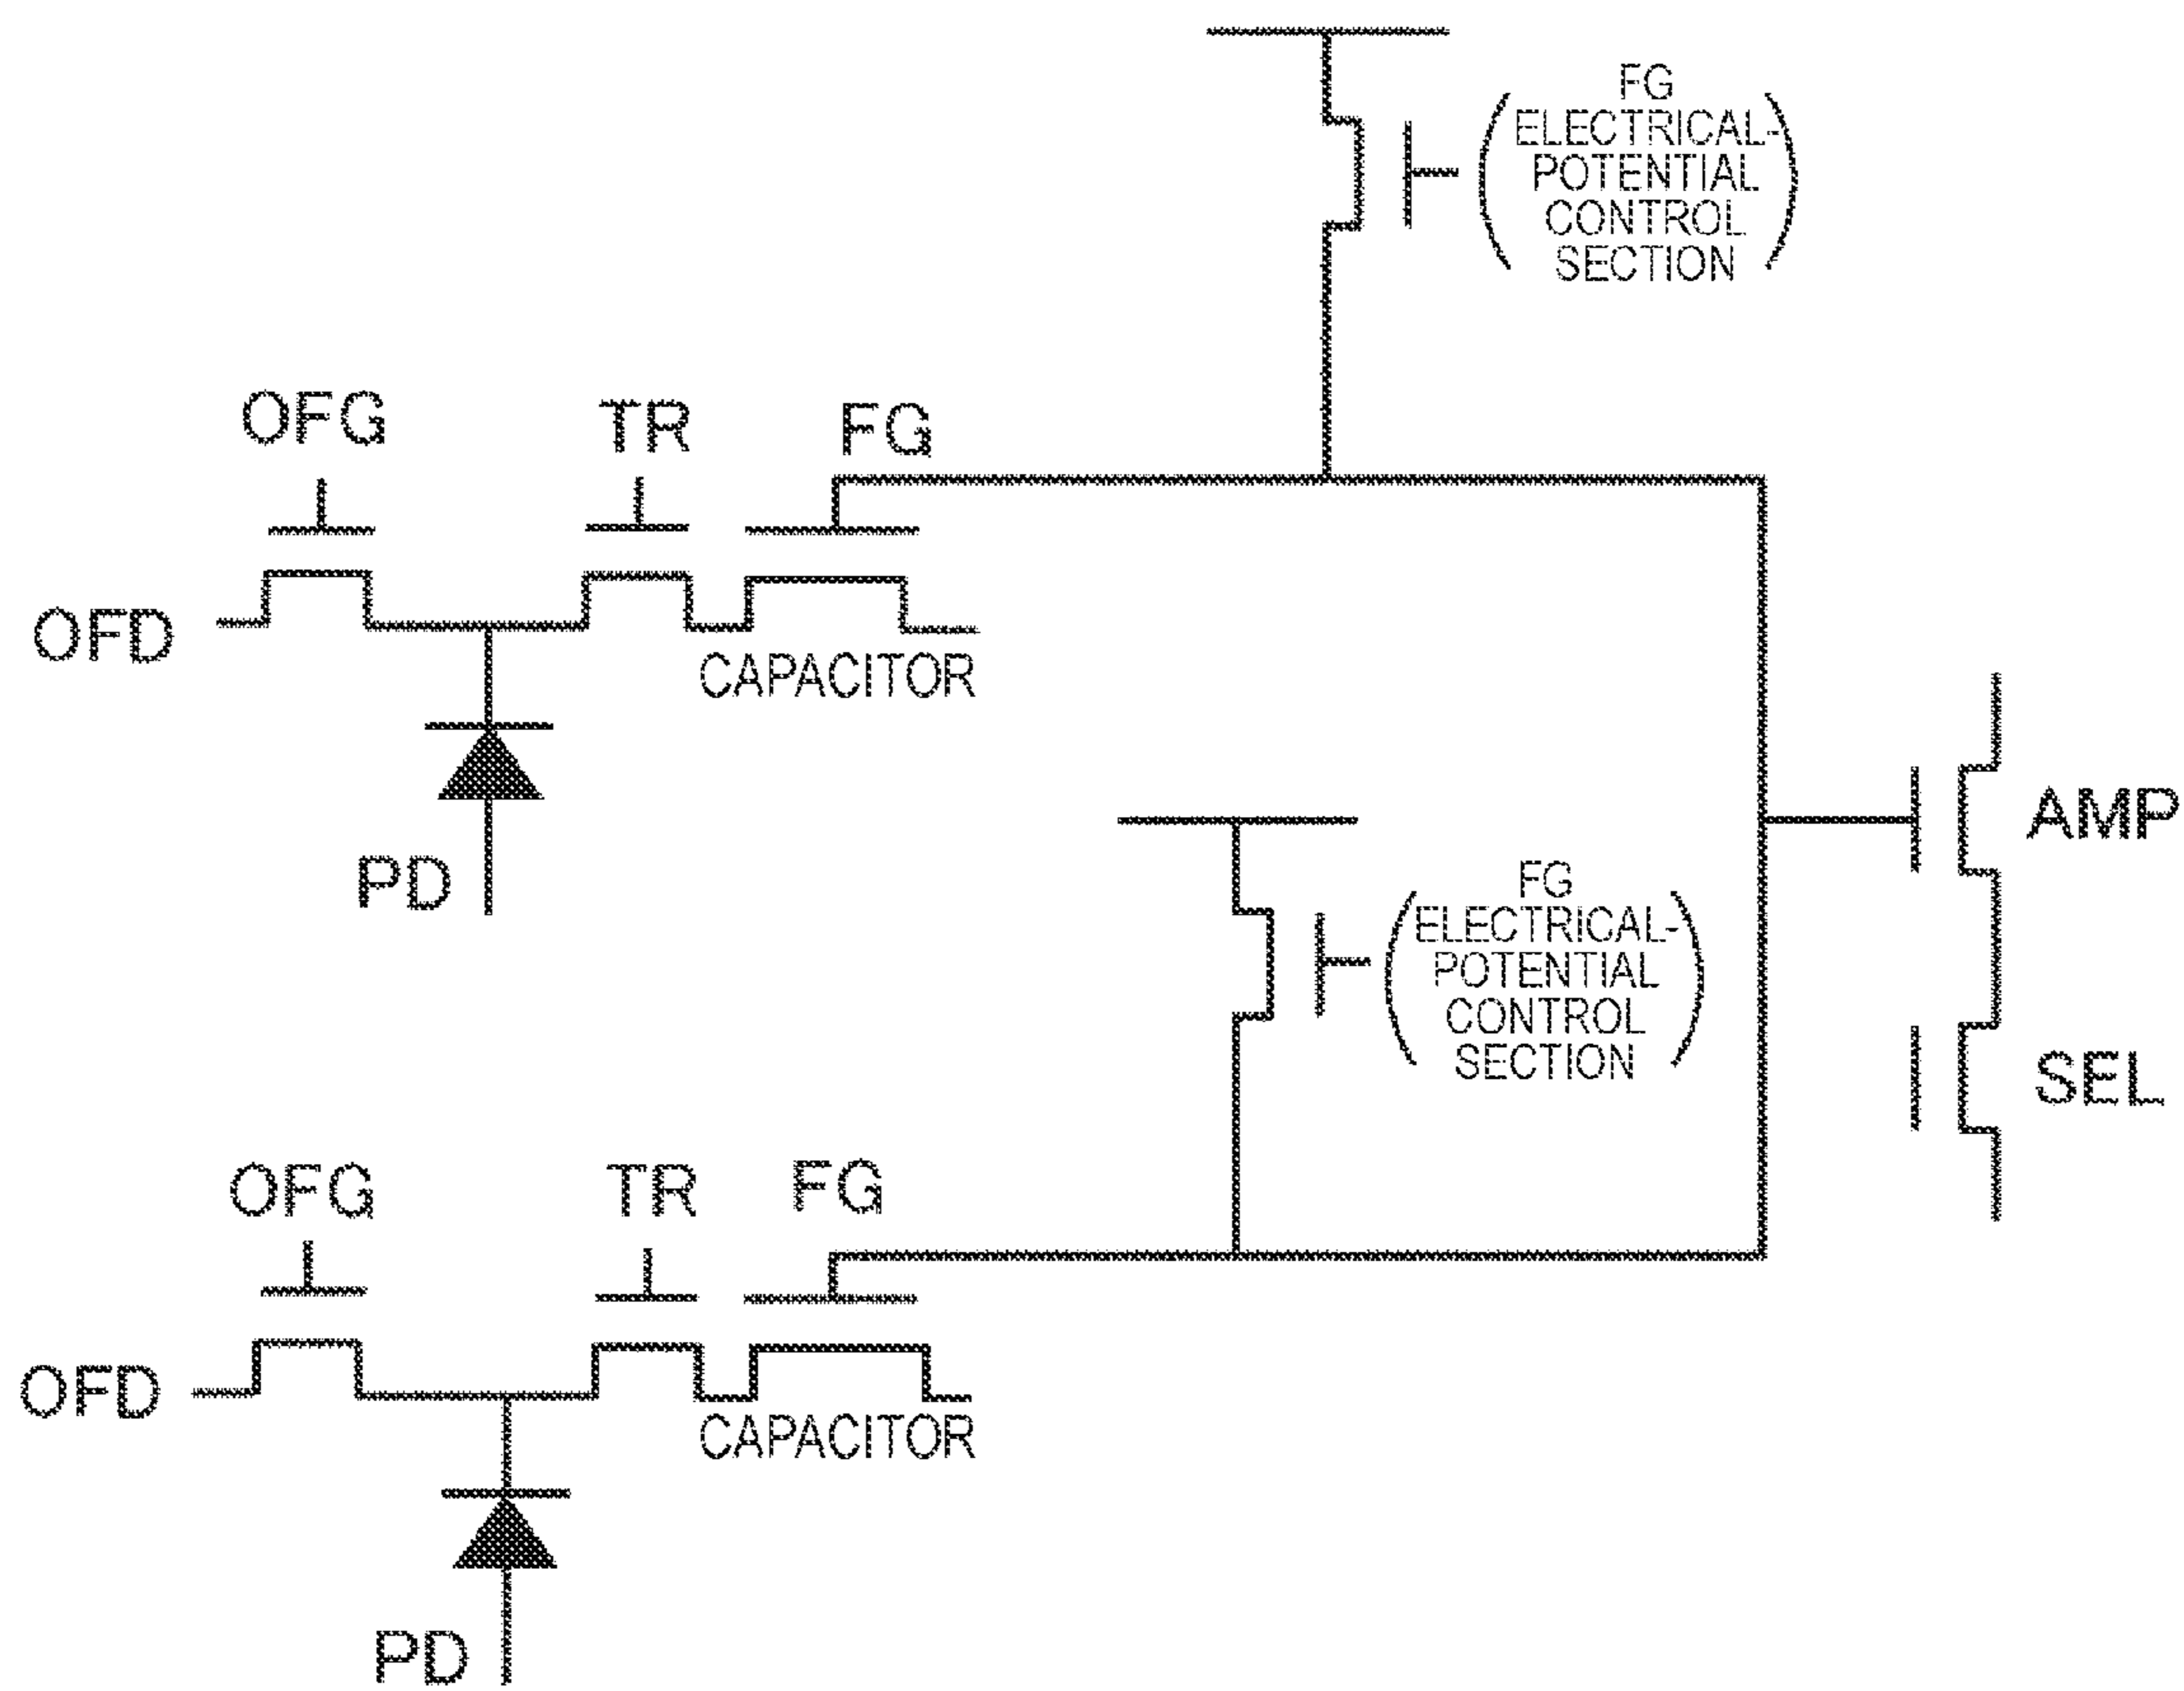 FG
ELECTRICAL-
POTENTIAL
CONTROL
SECTION
OFG
TR
FG
OFD
CAPACITOR
PD
AMP
FG
ELECTRICAL-
POTENTIAL
CONTROL
SECTION
SEL
OFG
TR
FG
OFD
CAPACITOR
PD